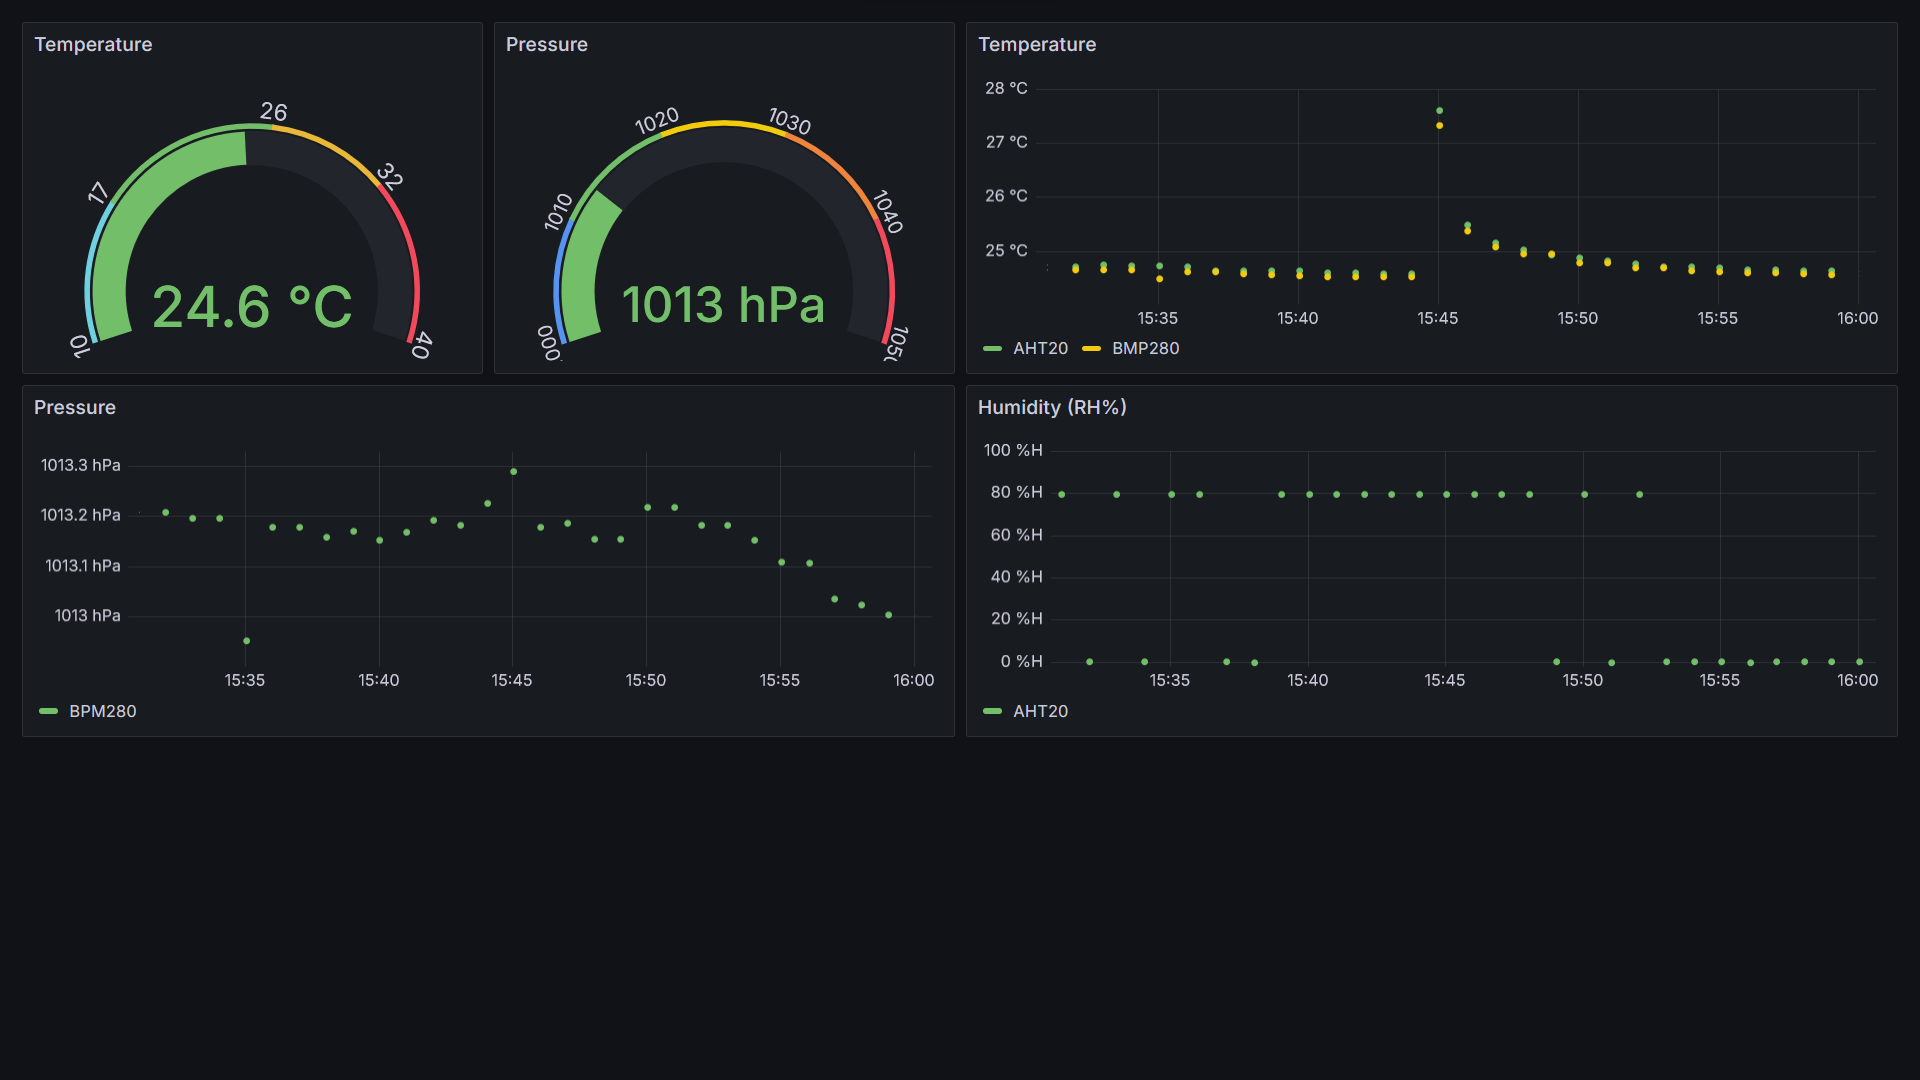 Temperature
10
17
26
32
40
24.6 °C
Pressure
000
1010
1020
1030
1040
1050
1013 hPa
Temperature
28 °C
27 °C
26 °C
25 °C
15:35 15:40 15:45 15:50 15:55 16:00
AHT20 BMP280
Pressure
1013.3 hPa
1013.2 hPa
1013.1 hPa
1013 hPa
15:35 15:40 15:45 15:50 15:55 16:00
BPM280
Humidity (RH%)
100 %H
80 %H
60 %H
40 %H
20 %H
0 %H
15:35 15:40 15:45 15:50 15:55 16:00
AHT20